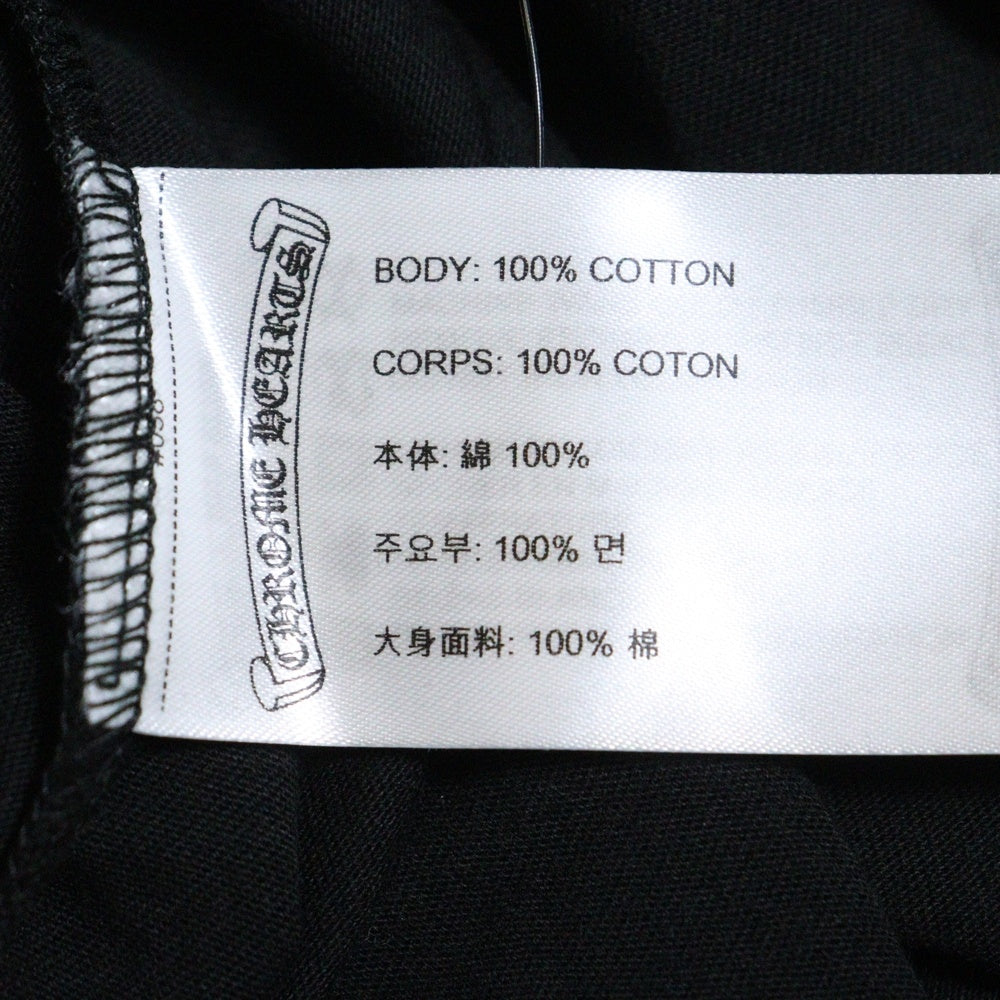 CHROME HEARTS
BODY: 100% COTTON
CORPS: 100% COTON
本体: 綿 100%
주요부: 100% 면
大身面料: 100% 棉